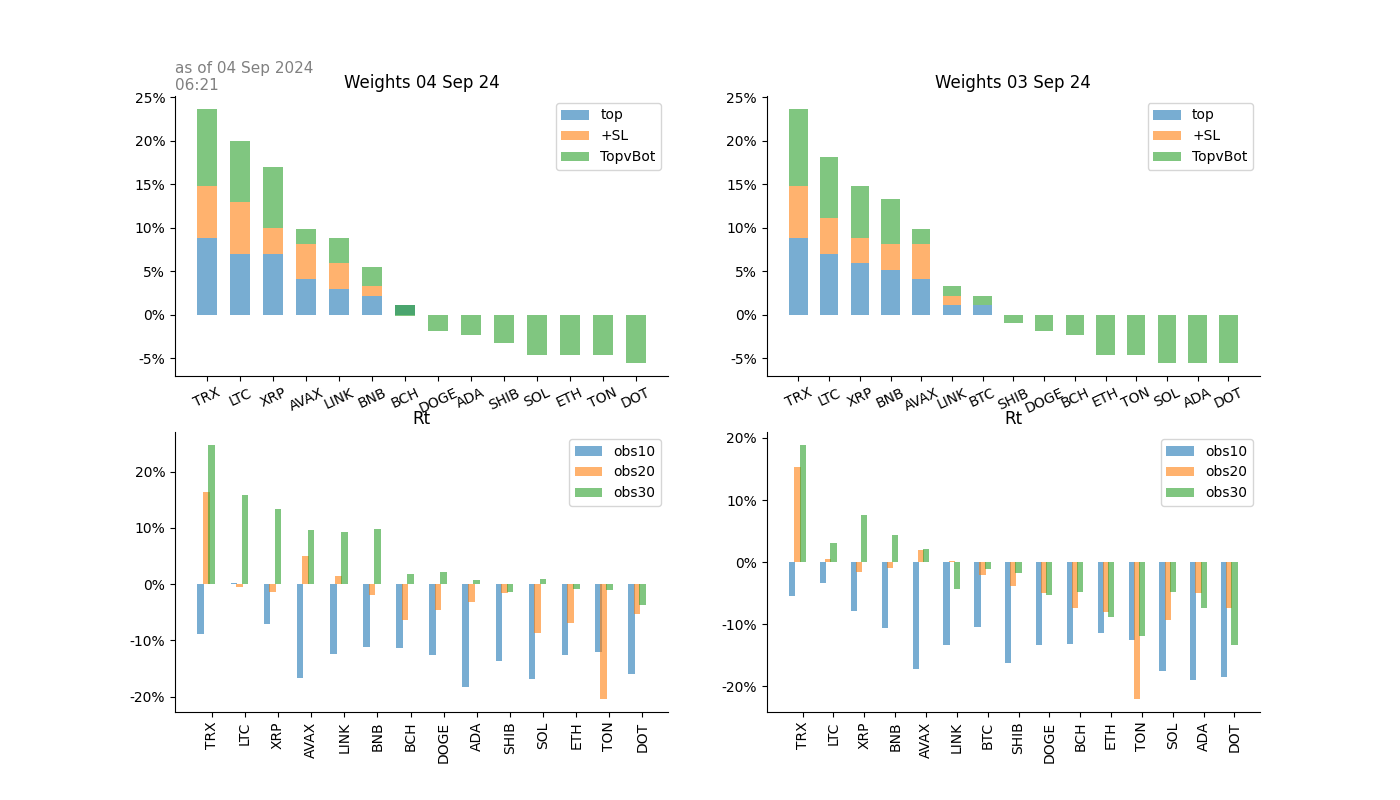 as of 04 Sep 2024
06:21
Weights 04 Sep 24
25%
20%
15%
10%
5%
0%
-5%
top
+SL
TopvBot
TRX LTC XRP AVAX LINK BNB BCH DOGE ADA SHIB SOL ETH TON DOT
Weights 03 Sep 24
25%
20%
15%
10%
5%
0%
-5%
top
+SL
TopvBot
TRX LTC XRP BNB AVAX LINK BTC SHIB DOGE BCH ETH TON SOL ADA DOT
Rt
20%
10%
0%
-10%
-20%
obs10
obs20
obs30
TRX LTC XRP AVAX LINK BNB BCH DOGE ADA SHIB SOL ETH TON DOT
Rt
20%
10%
0%
-10%
-20%
obs10
obs20
obs30
TRX LTC XRP BNB AVAX LINK BTC SHIB DOGE BCH ETH TON SOL ADA DOT